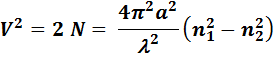 V² = 2 N = 4π²a²/λ² (n₁² − n₂²)